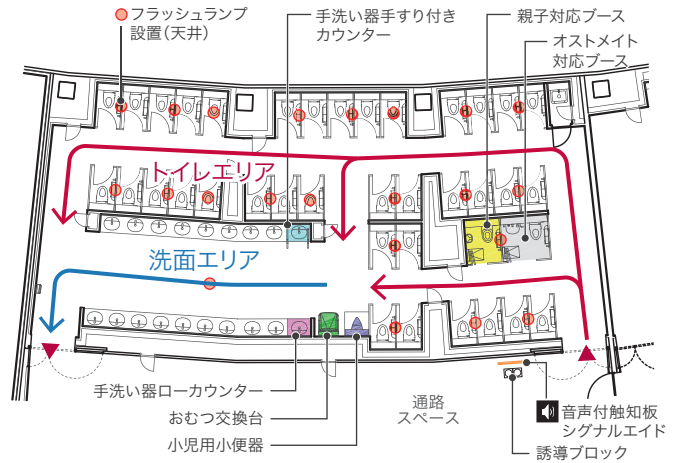 フラッシュランプ
設置（天井）
手洗い器手すり付き
カウンター
親子対応ブース
オストメイト
対応ブース
トイレエリア
洗面エリア
手洗い器ローカウンター
おむつ交換台
小児用小便器
通路
スペース
音声付触知板
シグナルエイド
誘導ブロック